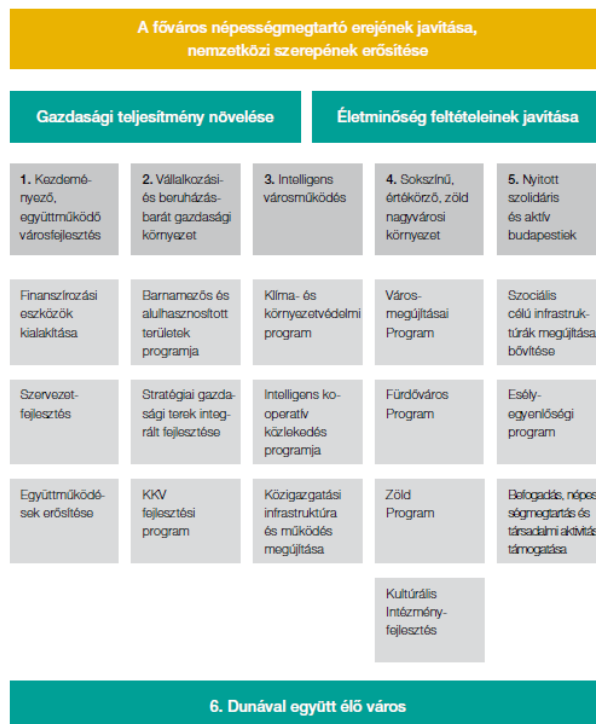 A főváros népességmegtartó erejének javítása,
nemzetközi szerepének erősítése
Gazdasági teljesítmény növelése
Életminőség feltételeinek javítása
1. Kezdemé-
nyező,
együttműködő
városfejlesztés
2. Vállalkozási-
és beruházás-
barát gazdasági
környezet
3. Intelligens
városműködés
4. Sokszínű,
értékőrző, zöld
nagyvárosi
környezet
5. Nyitott
szolidáris
és aktív
budapestiek
Finanszírozási
eszközök
kialakítása
Barnamezős és
alulhasznosított
területek
programja
Klíma- és
környezetvédelmi
program
Város-
megújításai
Program
Szociális
célú infrastruk-
túrák megújítása
bővítése
Szervezet-
fejlesztés
Stratégiai gazda-
sági terek integ-
rált fejlesztése
Intelligens ko-
operatív
közlekedés
programja
Fürdőváros
Program
Esély-
egyenlőségi
program
Együttműködé-
sek erősítése
KKV
fejlesztési
program
Közigazgatási
infrastruktúra
és működés
megújítása
Zöld
Program
Befogadás, népes
ségmegtartás és
társadalmi aktivitás
támogatása
Kultúrális
Intézmény-
fejlesztés
6. Dunával együtt élő város